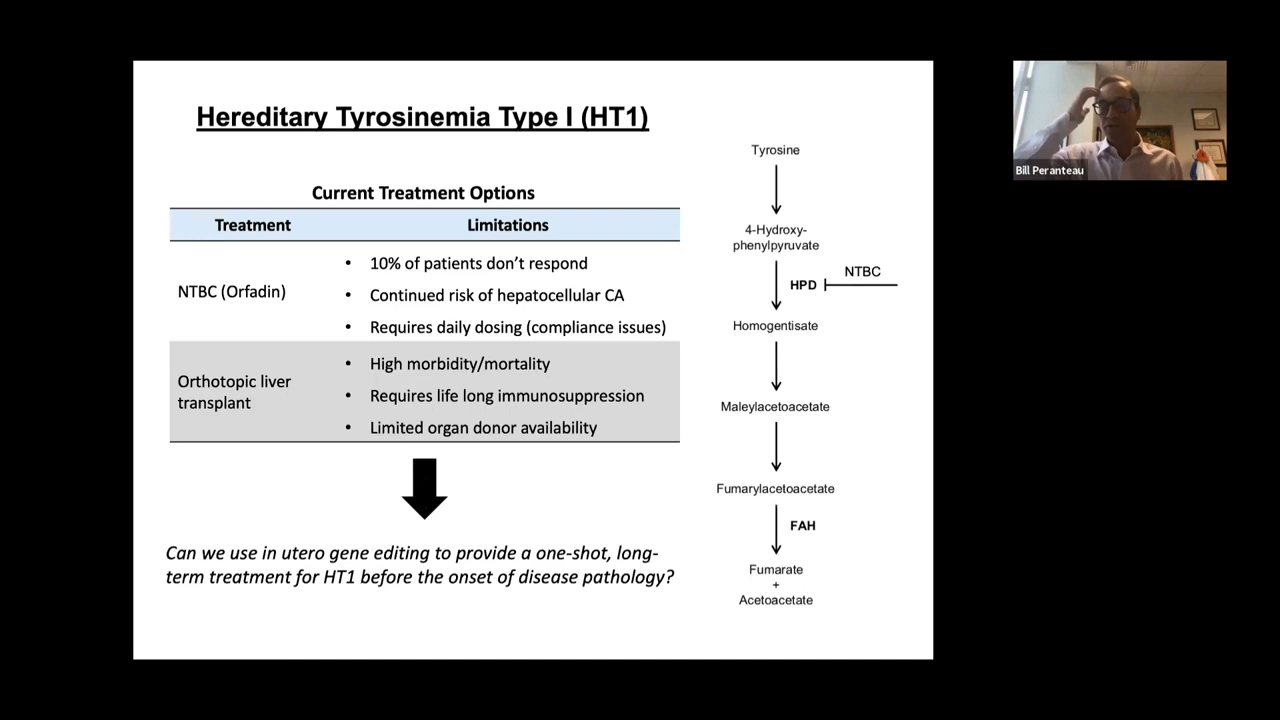 Hereditary Tyrosinemia Type I (HT1)
Current Treatment Options
Treatment Limitations
NTBC (Orfadin)
• 10% of patients don’t respond
• Continued risk of hepatocellular CA
• Requires daily dosing (compliance issues)
Orthotopic liver
transplant
• High morbidity/mortality
• Requires life long immunosuppression
• Limited organ donor availability
Can we use in utero gene editing to provide a one-shot, long-
term treatment for HT1 before the onset of disease pathology?
Tyrosine
4-Hydroxy-
phenylpyruvate
HPD
NTBC
Homogentisate
Maleylacetoacetate
Fumarylacetoacetate
FAH
Fumarate
+
Acetoacetate
Bill Peranteau